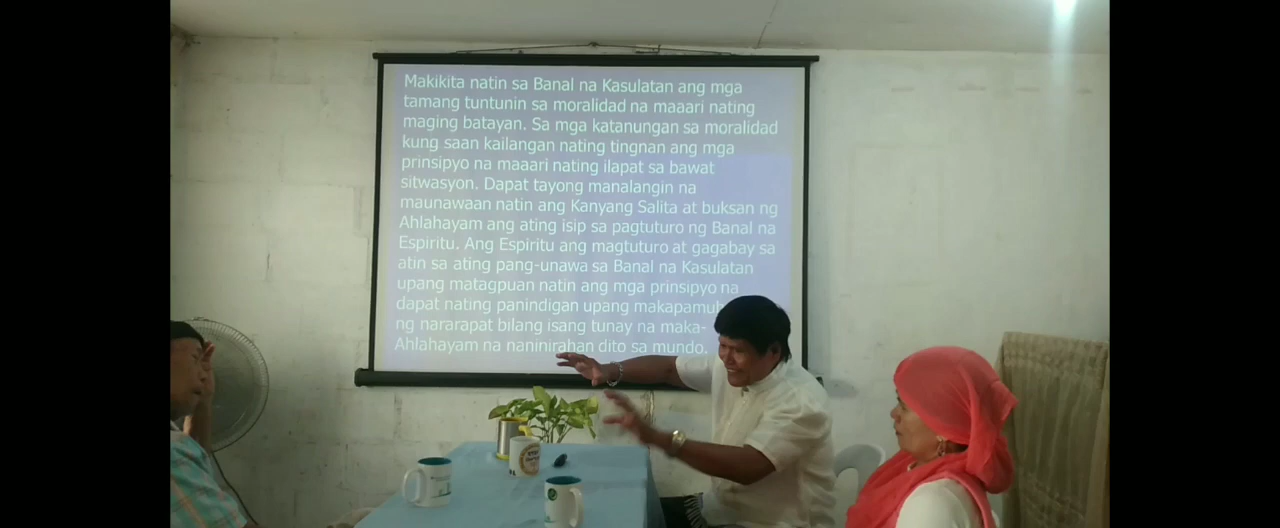 Makikita natin sa Banal na Kasulatan ang mga
tamang tuntunin sa moralidad na maaari nating
maging batayan. Sa mga katanungan sa moralidad
kung saan kailangan nating tingnan ang mga
prinsipyo na maaari nating ilapat sa bawat
sitwasyon. Dapat tayong manalangin na
maunawaan natin ang Kanyang Salita at buksan ng
Ahlahayam ang ating isip sa pagtuturo ng Banal na
Espiritu. Ang Espiritu ang magtuturo at gagabay sa
atin sa ating pang-unawa sa Banal na Kasulatan
upang matagpuan natin ang mga prinsipyo na
dapat nating panindigan upang
ng nararapat bilang isang tunay na maka-
Ahlahayam na naninirahan dito sa mundo.